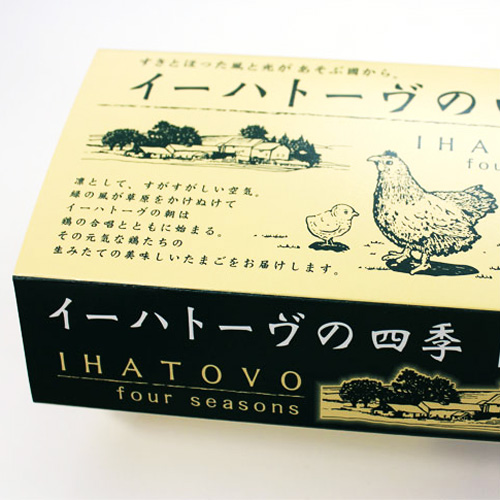 すきとほった風と光が あそぶ國から。
イーハトーヴの四
IHAT
four
凛として、すがすがしい空気。
緑の風が草原をかけぬけて
イーハトーヴの朝は
鶏の合唱とともに始まる。
その元気な鶏たちの
生みたての美味しいたまごをお届けします。
イーハトーヴの四季
IHATOVO
four seasons